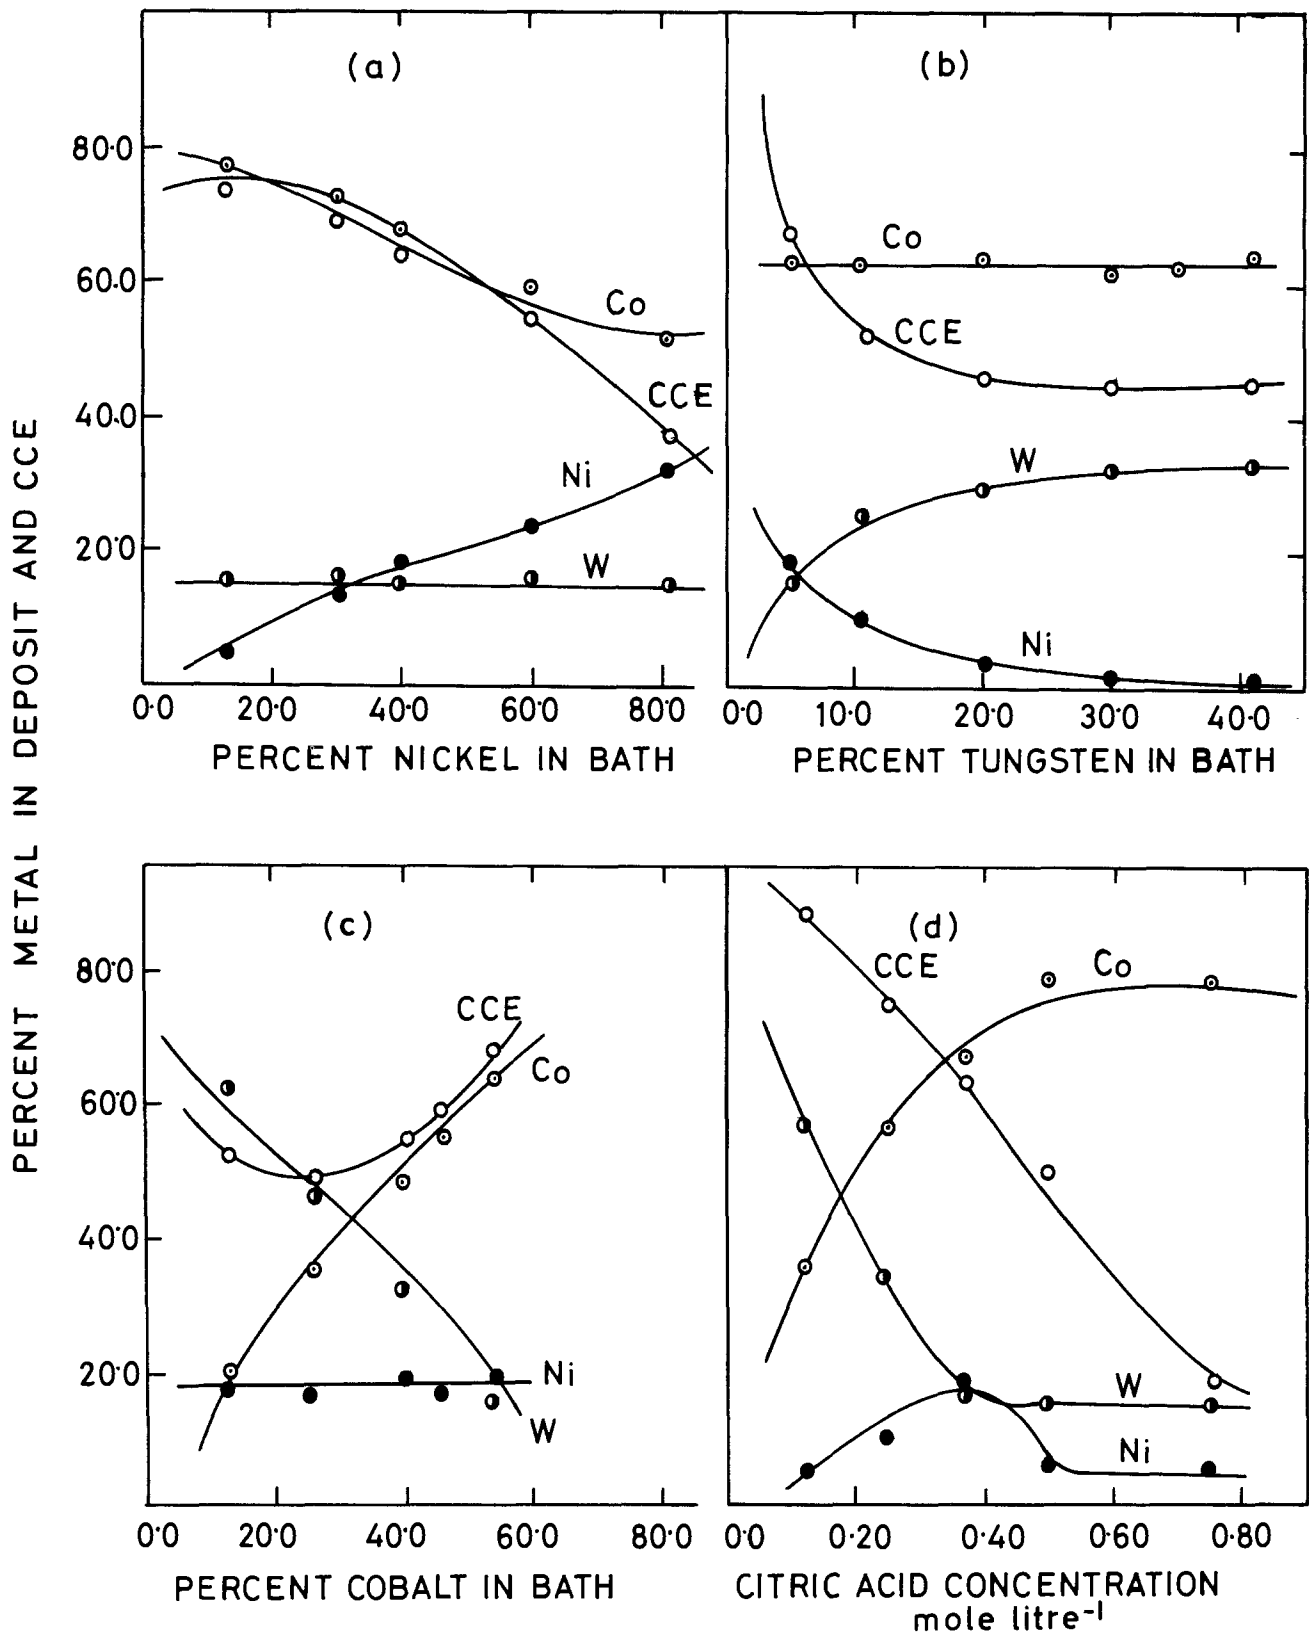 PERCENT METAL IN DEPOSIT AND CCE
(a)
80·0
60·0
40·0
20·0
Co
CCE
Ni
W
0·0 20·0 40·0 60·0 80·0
PERCENT NICKEL IN BATH
(b)
Co
CCE
W
Ni
0·0 10·0 20·0 30·0 40·0
PERCENT TUNGSTEN IN BATH
(c)
80·0
60·0
40·0
20·0
CCE
Co
Ni
W
0·0 20·0 40·0 60·0 80·0
PERCENT COBALT IN BATH
(d)
CCE
Co
W
Ni
0·0 0·20 0·40 0·60 0·80
CITRIC ACID CONCENTRATION
mole litre⁻¹